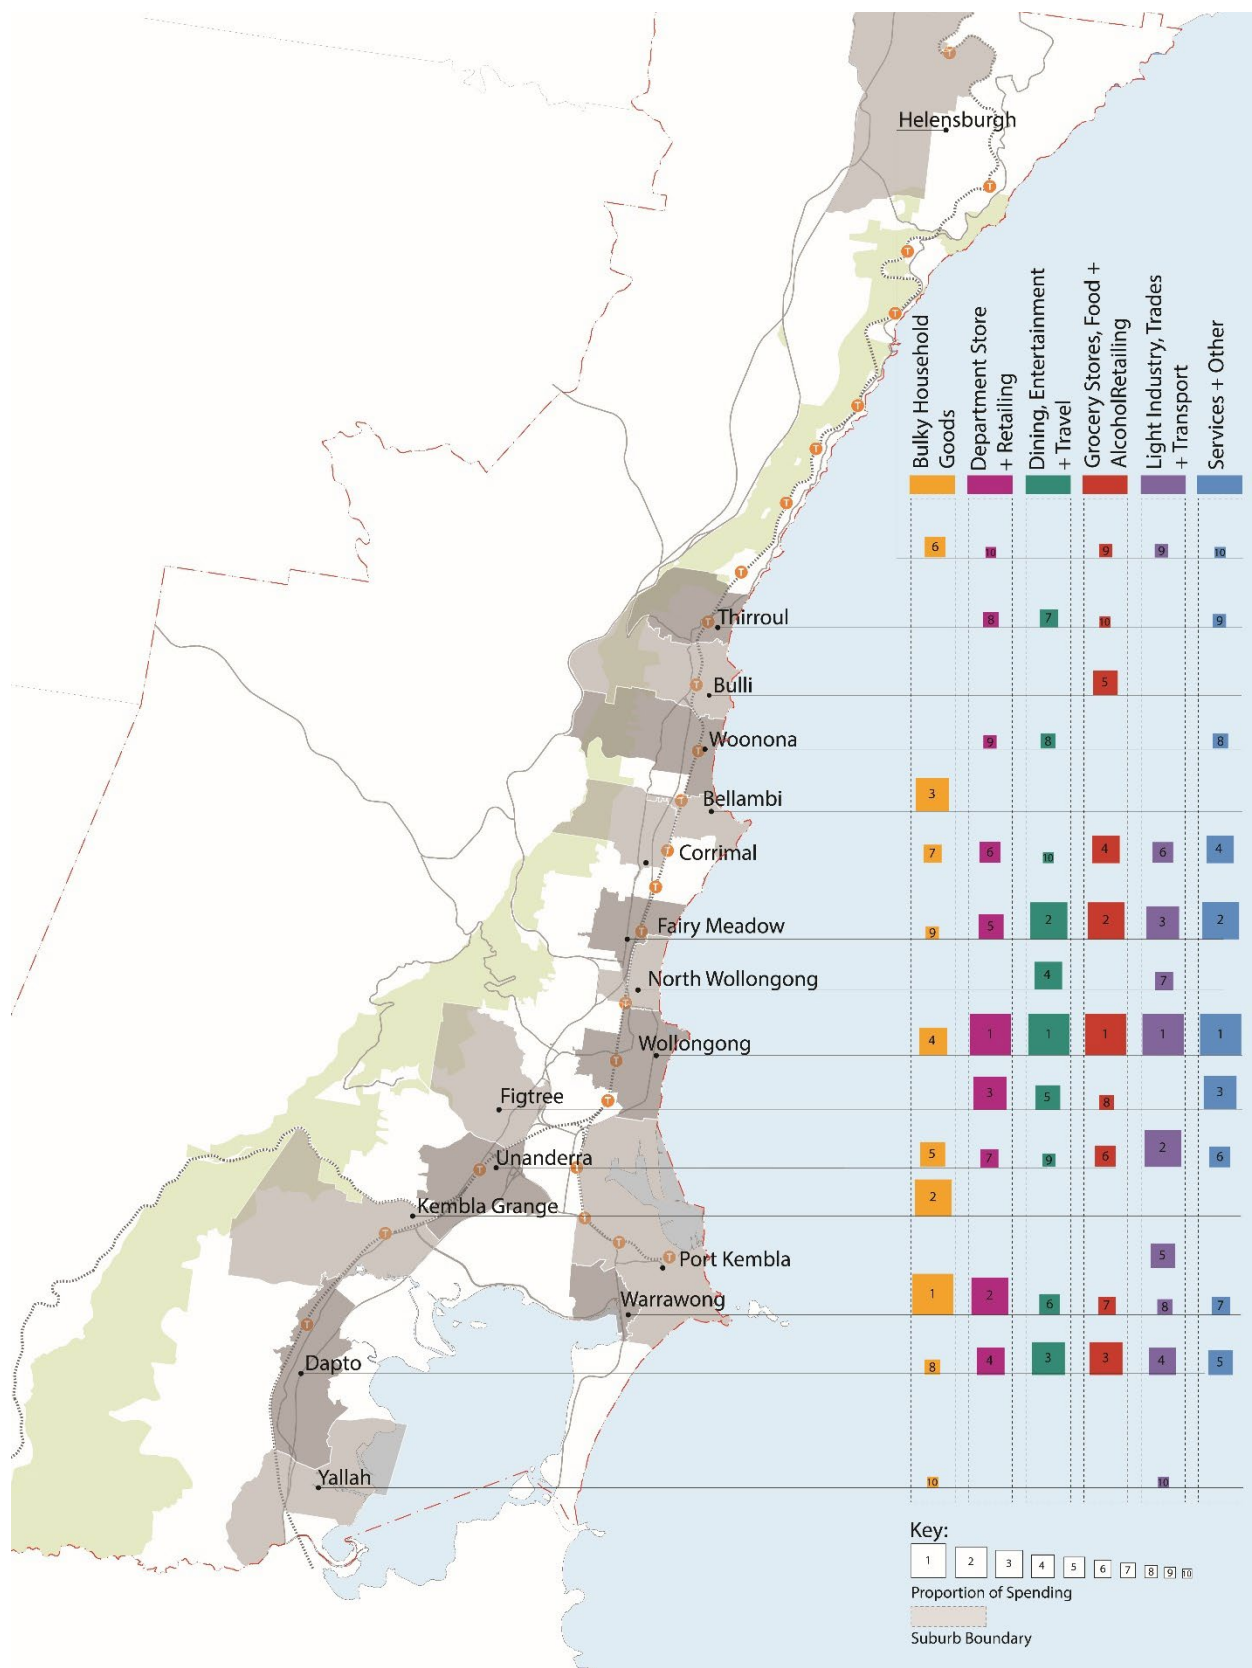 Helensburgh
Bulky Household
Goods
Department Store
+ Retailing
Dining, Entertainment
+ Travel
Grocery Stores, Food +
AlcoholRetailing
Light Industry, Trades
+ Transport
Services + Other
T
T
T
T
T
T
T
T
6 10 9 9 10
T Thirroul 8 7 10 9
T Bulli 5
T Woonona 9 8 8
T Bellambi 3
T Corrimal 7 6 10 4 6 4
T
T Fairy Meadow 9 5 2 2 3 2
North Wollongong 4 7
T
T Wollongong 4 1 1 1 1 1
T
Figtree 3 5 8 3
T Unanderra T 5 7 9 6 2 6
Kembla Grange T 2
T T T Port Kembla 5
Warrawong 1 2 6 7 8 7
T
Dapto 8 4 3 3 4 5
Yallah 10 10
Key:
1 2 3 4 5 6 7 8 9 10
Proportion of Spending
Suburb Boundary